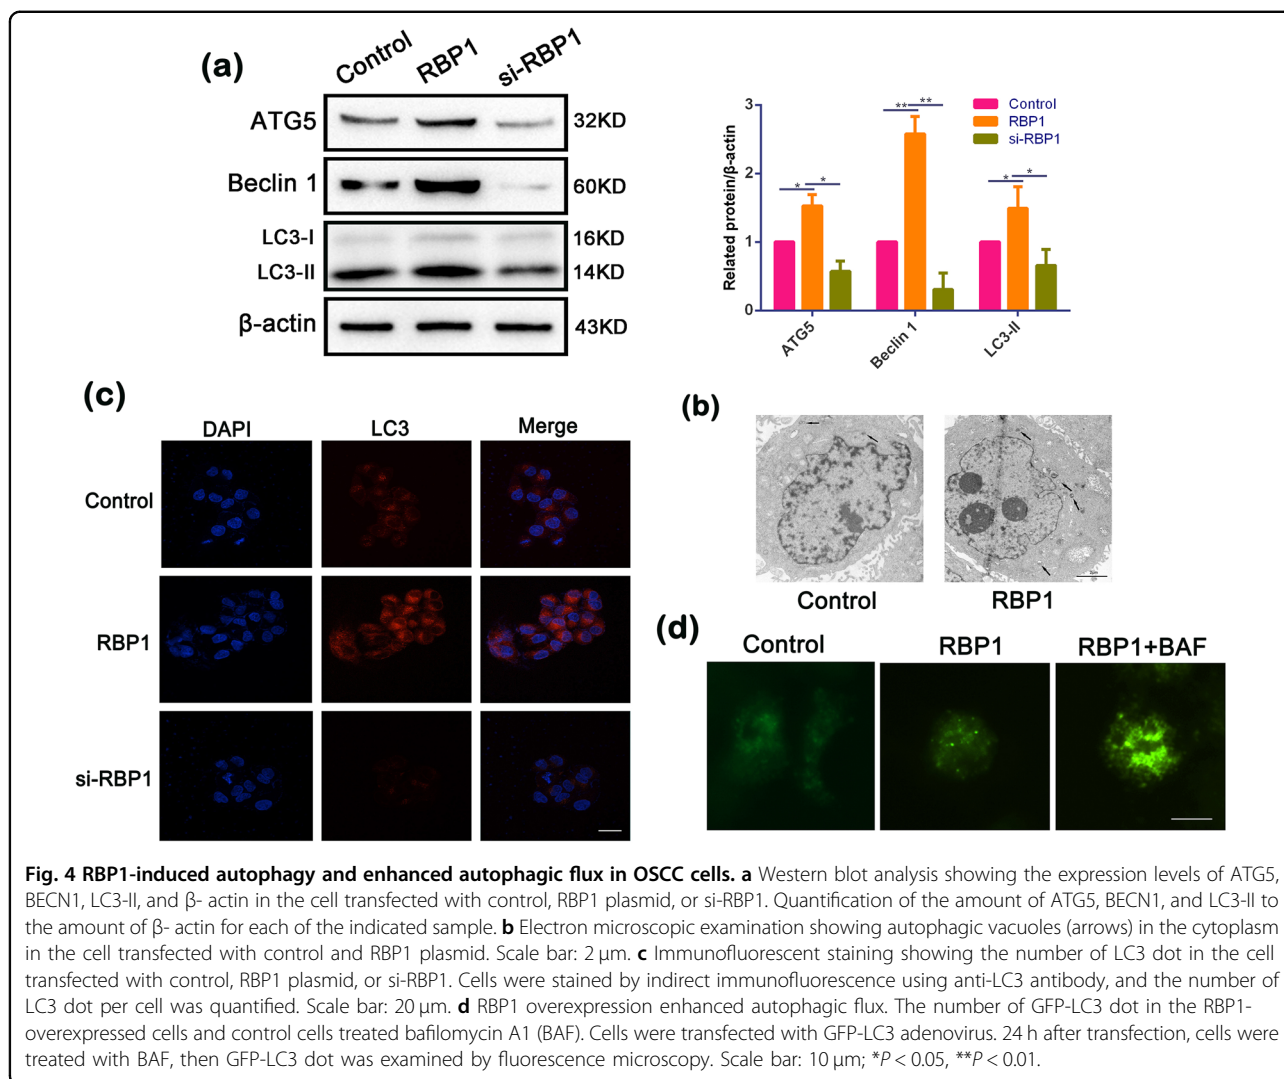 (a)
Control RBP1 si-RBP1
ATG5 32KD
Beclin 1 60KD
LC3-I 16KD
LC3-II 14KD
β-actin 43KD
Related protein/β-actin
3
2
1
0
** **
* *
* *
Control
RBP1
si-RBP1
ATG5 Beclin 1 LC3-II
(c)
DAPI LC3 Merge
Control
RBP1
si-RBP1
(b)
Control RBP1
(d)
Control RBP1 RBP1+BAF
Fig. 4 RBP1-induced autophagy and enhanced autophagic flux in OSCC cells. a Western blot analysis showing the expression levels of ATG5,
BECN1, LC3-II, and β- actin in the cell transfected with control, RBP1 plasmid, or si-RBP1. Quantification of the amount of ATG5, BECN1, and LC3-II to
the amount of β- actin for each of the indicated sample. b Electron microscopic examination showing autophagic vacuoles (arrows) in the cytoplasm
in the cell transfected with control and RBP1 plasmid. Scale bar: 2 μm. c Immunofluorescent staining showing the number of LC3 dot in the cell
transfected with control, RBP1 plasmid, or si-RBP1. Cells were stained by indirect immunofluorescence using anti-LC3 antibody, and the number of
LC3 dot per cell was quantified. Scale bar: 20 μm. d RBP1 overexpression enhanced autophagic flux. The number of GFP-LC3 dot in the RBP1-
overexpressed cells and control cells treated bafilomycin A1 (BAF). Cells were transfected with GFP-LC3 adenovirus. 24 h after transfection, cells were
treated with BAF, then GFP-LC3 dot was examined by fluorescence microscopy. Scale bar: 10 μm; *P < 0.05, **P < 0.01.